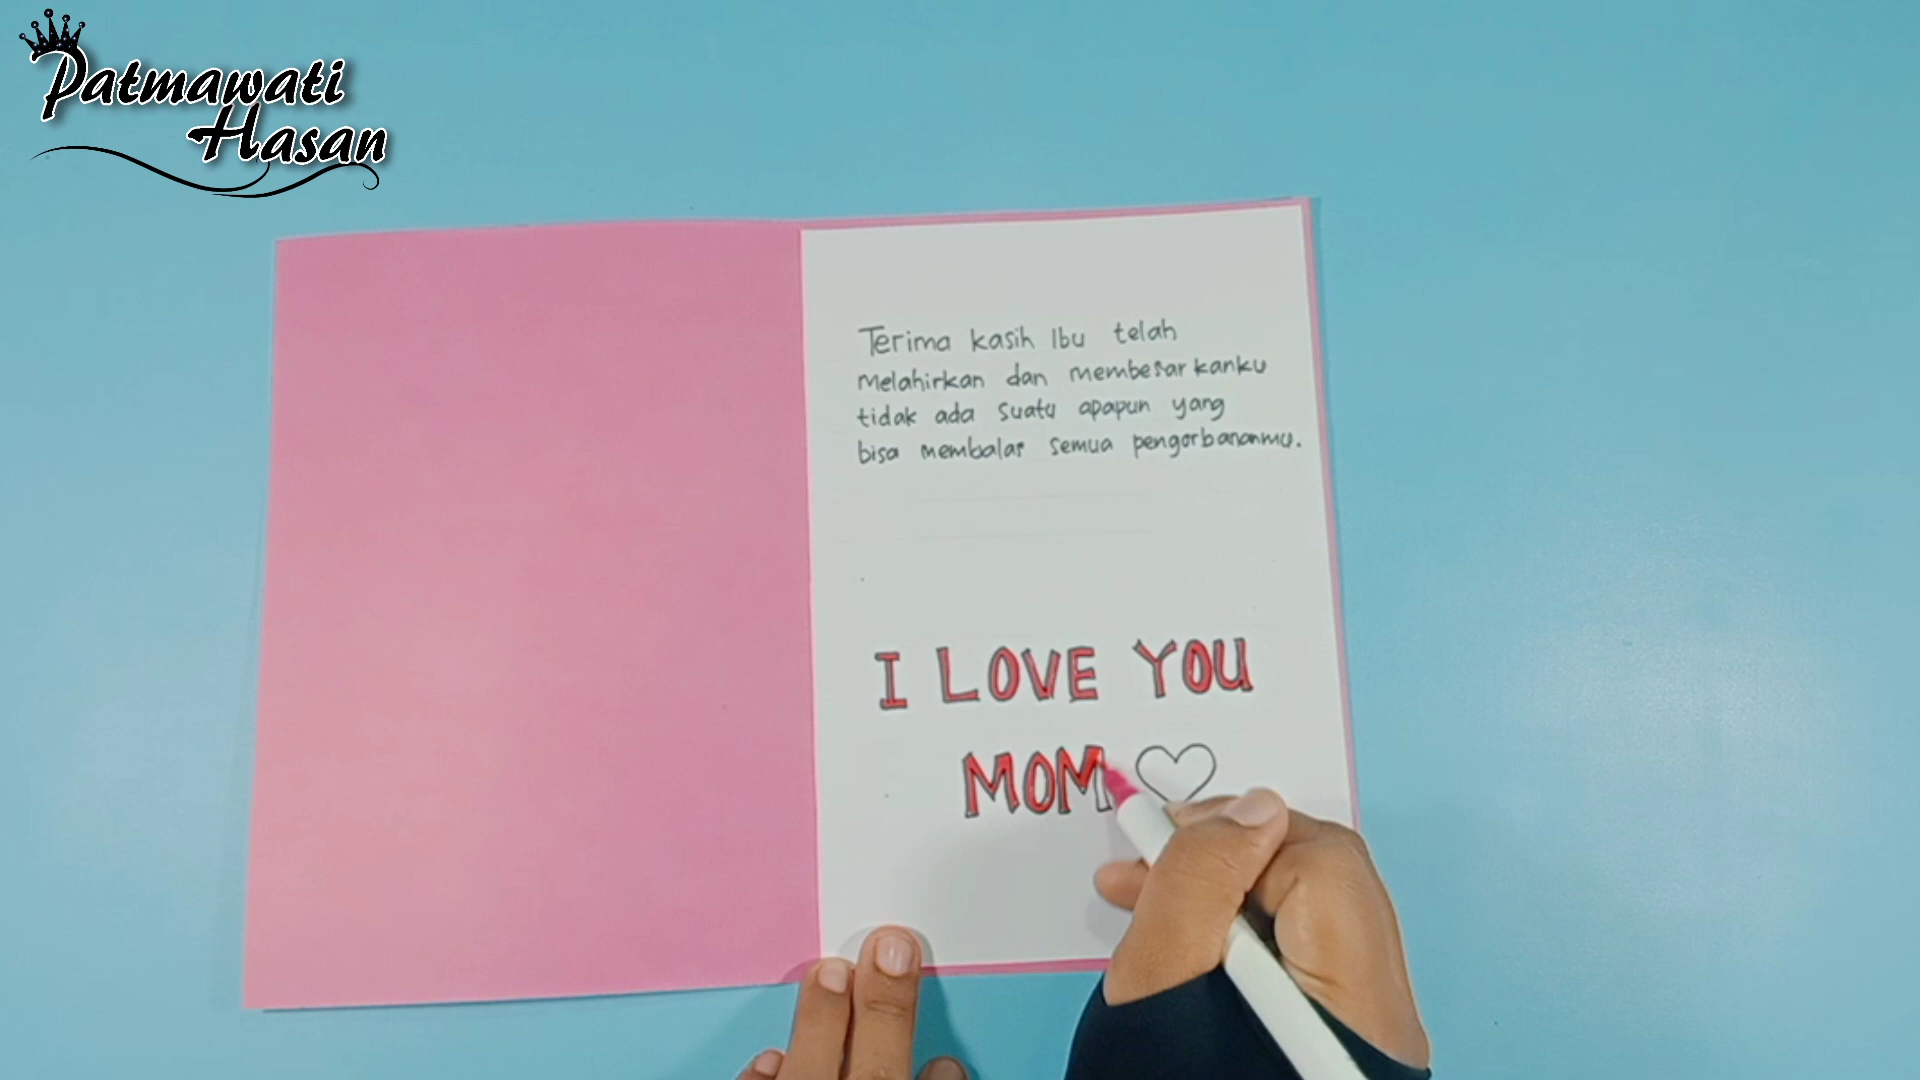 Patmawati
Hasan
Terima kasih Ibu telah
melahirkan dan membesarkanku
tidak ada suatu apapun yang
bisa membalas semua pengorbananmu.
I LOVE YOU
MOM